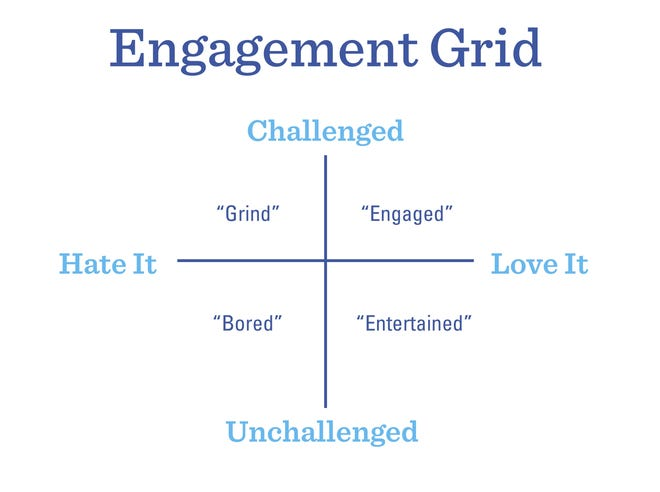 Engagement Grid
Challenged
“Grind” “Engaged”
Hate It Love It
“Bored” “Entertained”
Unchallenged